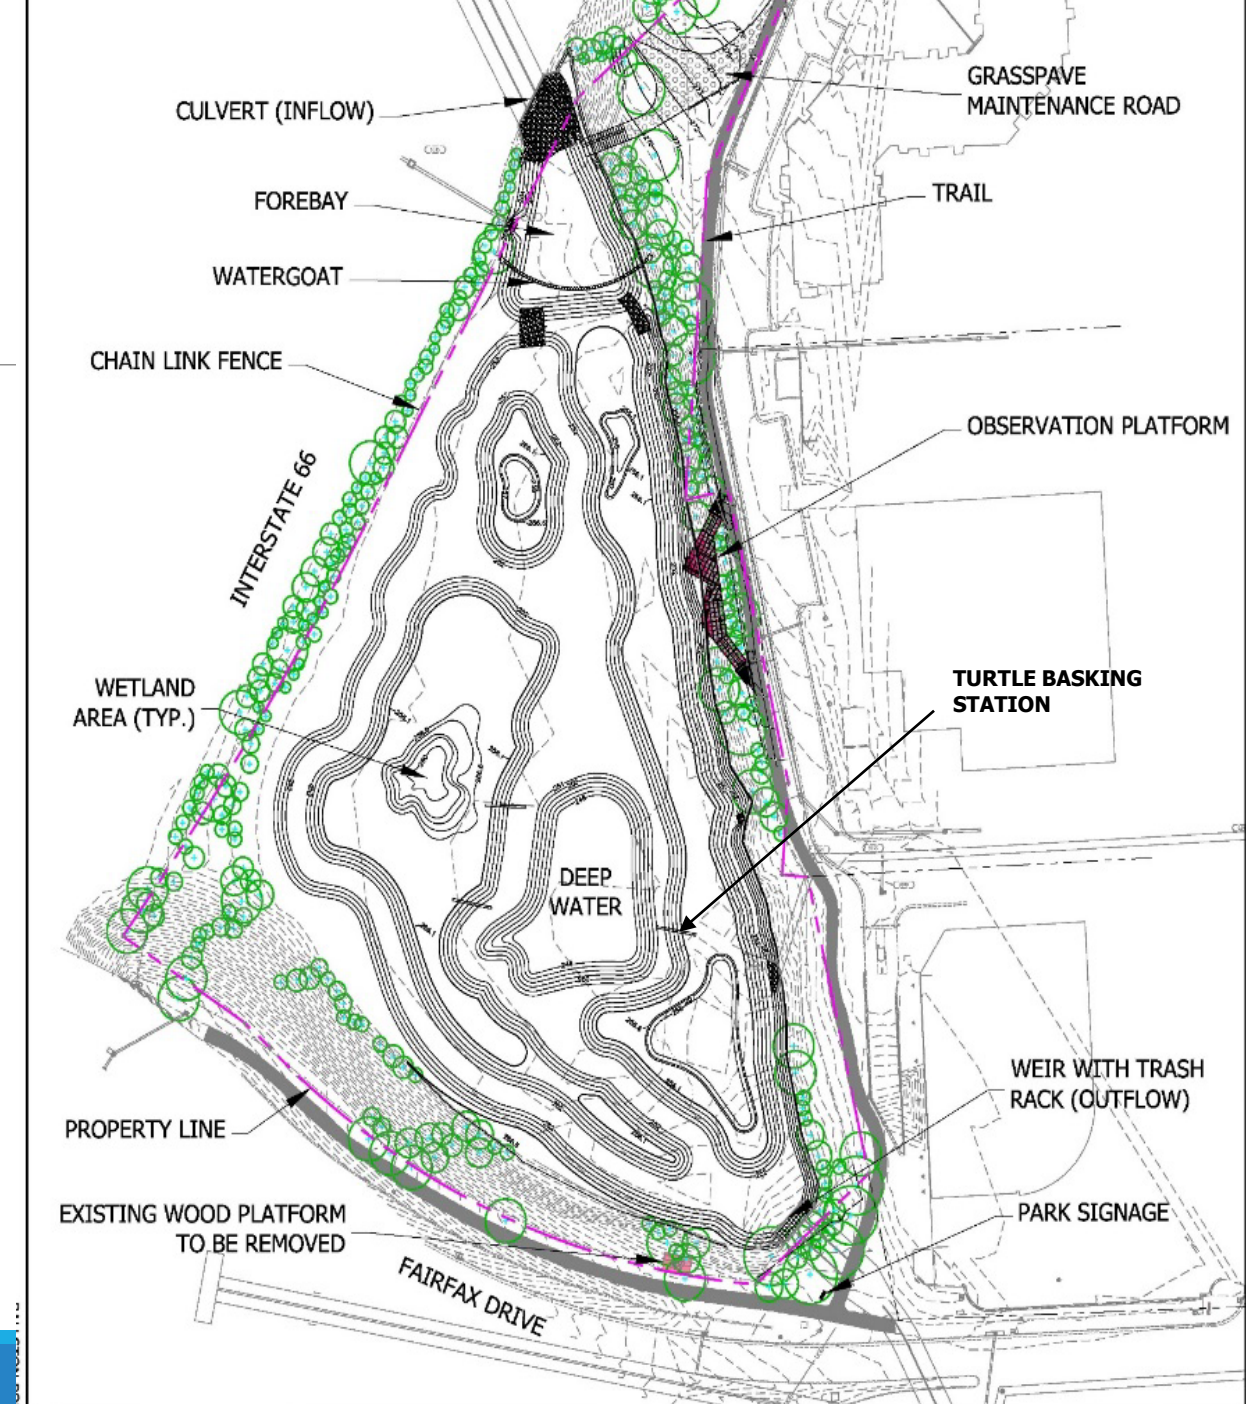 GRASSPAVE
MAINTENANCE ROAD
CULVERT (INFLOW)
FOREBAY
TRAIL
WATERGOAT
CHAIN LINK FENCE
OBSERVATION PLATFORM
INTERSTATE 66
WETLAND
AREA (TYP.)
TURTLE BASKING
STATION
DEEP
WATER
WEIR WITH TRASH
RACK (OUTFLOW)
PROPERTY LINE
EXISTING WOOD PLATFORM
TO BE REMOVED
PARK SIGNAGE
FAIRFAX DRIVE